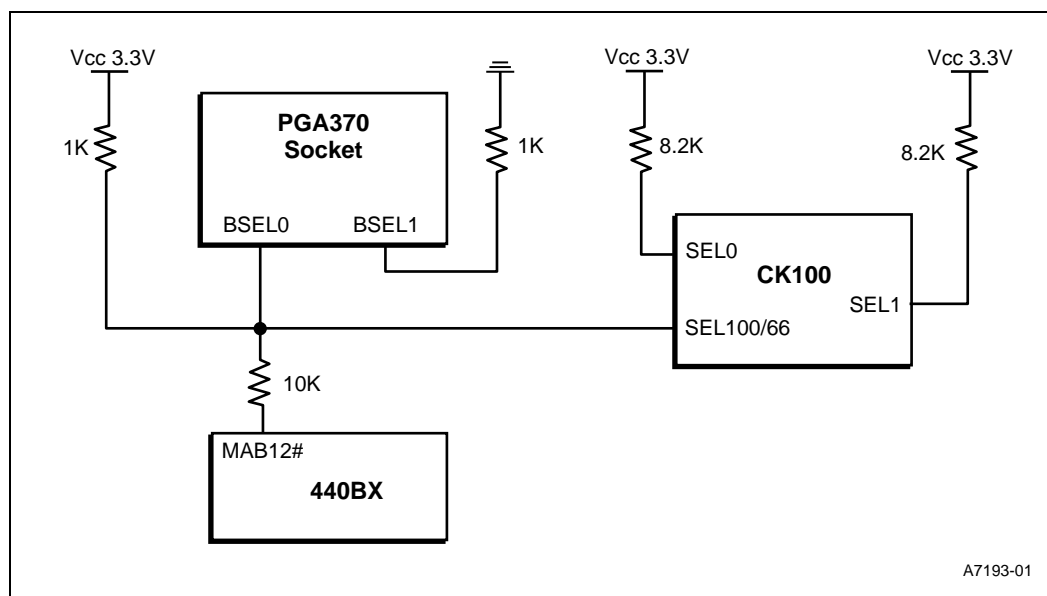 Vcc 3.3V
Vcc 3.3V
Vcc 3.3V
PGA370
Socket
1K
1K
8.2K
8.2K
BSEL0
BSEL1
SEL0
CK100
SEL1
SEL100/66
10K
MAB12#
440BX
A7193-01